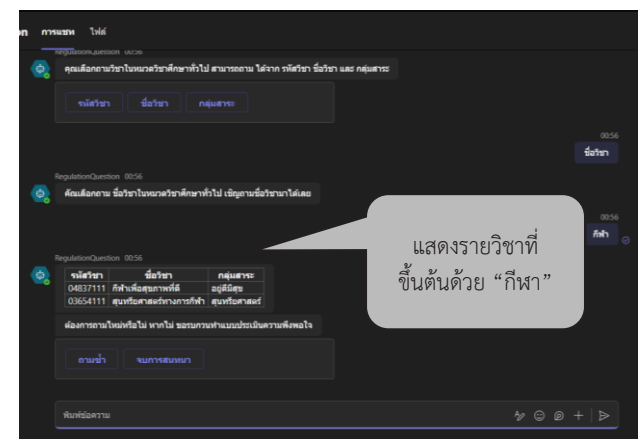 on การแชท ไฟล์
RegulationQuestion 00:56
คุณเลือกถามวิชาในหมวดวิชาศึกษาทั่วไป สามารถถาม ได้จาก รหัสวิชา ชื่อวิชา และ กลุ่มสาระ
รหัสวิชา ชื่อวิชา กลุ่มสาระ
00:56
ชื่อวิชา
RegulationQuestion 00:56
คุณเลือกถาม ชื่อวิชาในหมวดวิชาศึกษาทั่วไป เชิญถามชื่อวิชามาได้เลย
00:56
กีฬา
แสดงรายวิชาที่
ขึ้นต้นด้วย “กีฬา”
RegulationQuestion 00:56
รหัสวิชา ชื่อวิชา กลุ่มสาระ
04837111 กีฬาเพื่อสุขภาพที่ดี อยู่ดีมีสุข
03654111 สุนทรียศาสตร์ทางการกีฬา สุนทรียศาสตร์
ต้องการถามใหม่หรือไม่ หากไม่ ขอรบกวนทำแบบประเมินความพึงพอใจ
ถามซ้ำ จบการสนทนา
พิมพ์ข้อความ